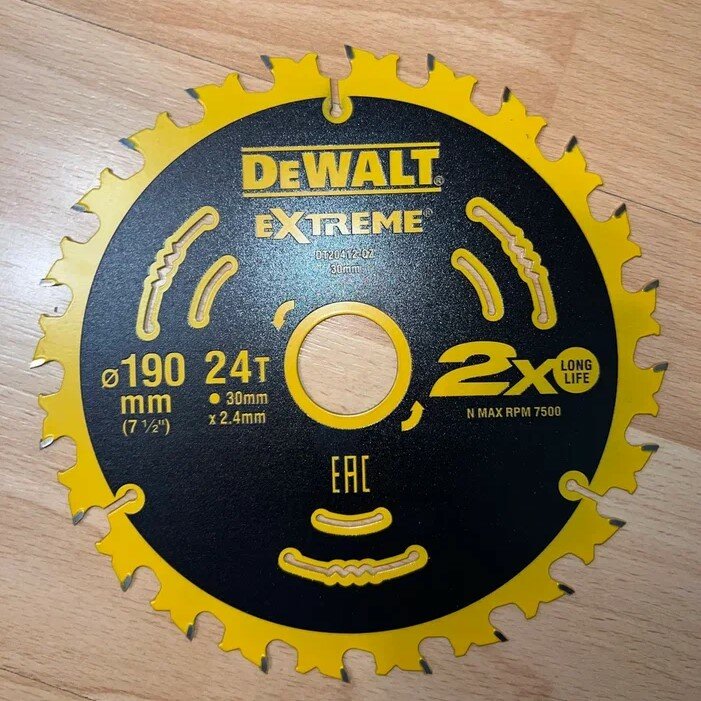 DeWALT®
eXTREME®
DT20412-QZ
30mm
ø190
mm
(7 ½")
24T
● 30mm
x 2.4mm
2x LONG LIFE
N MAX RPM 7500
EAC